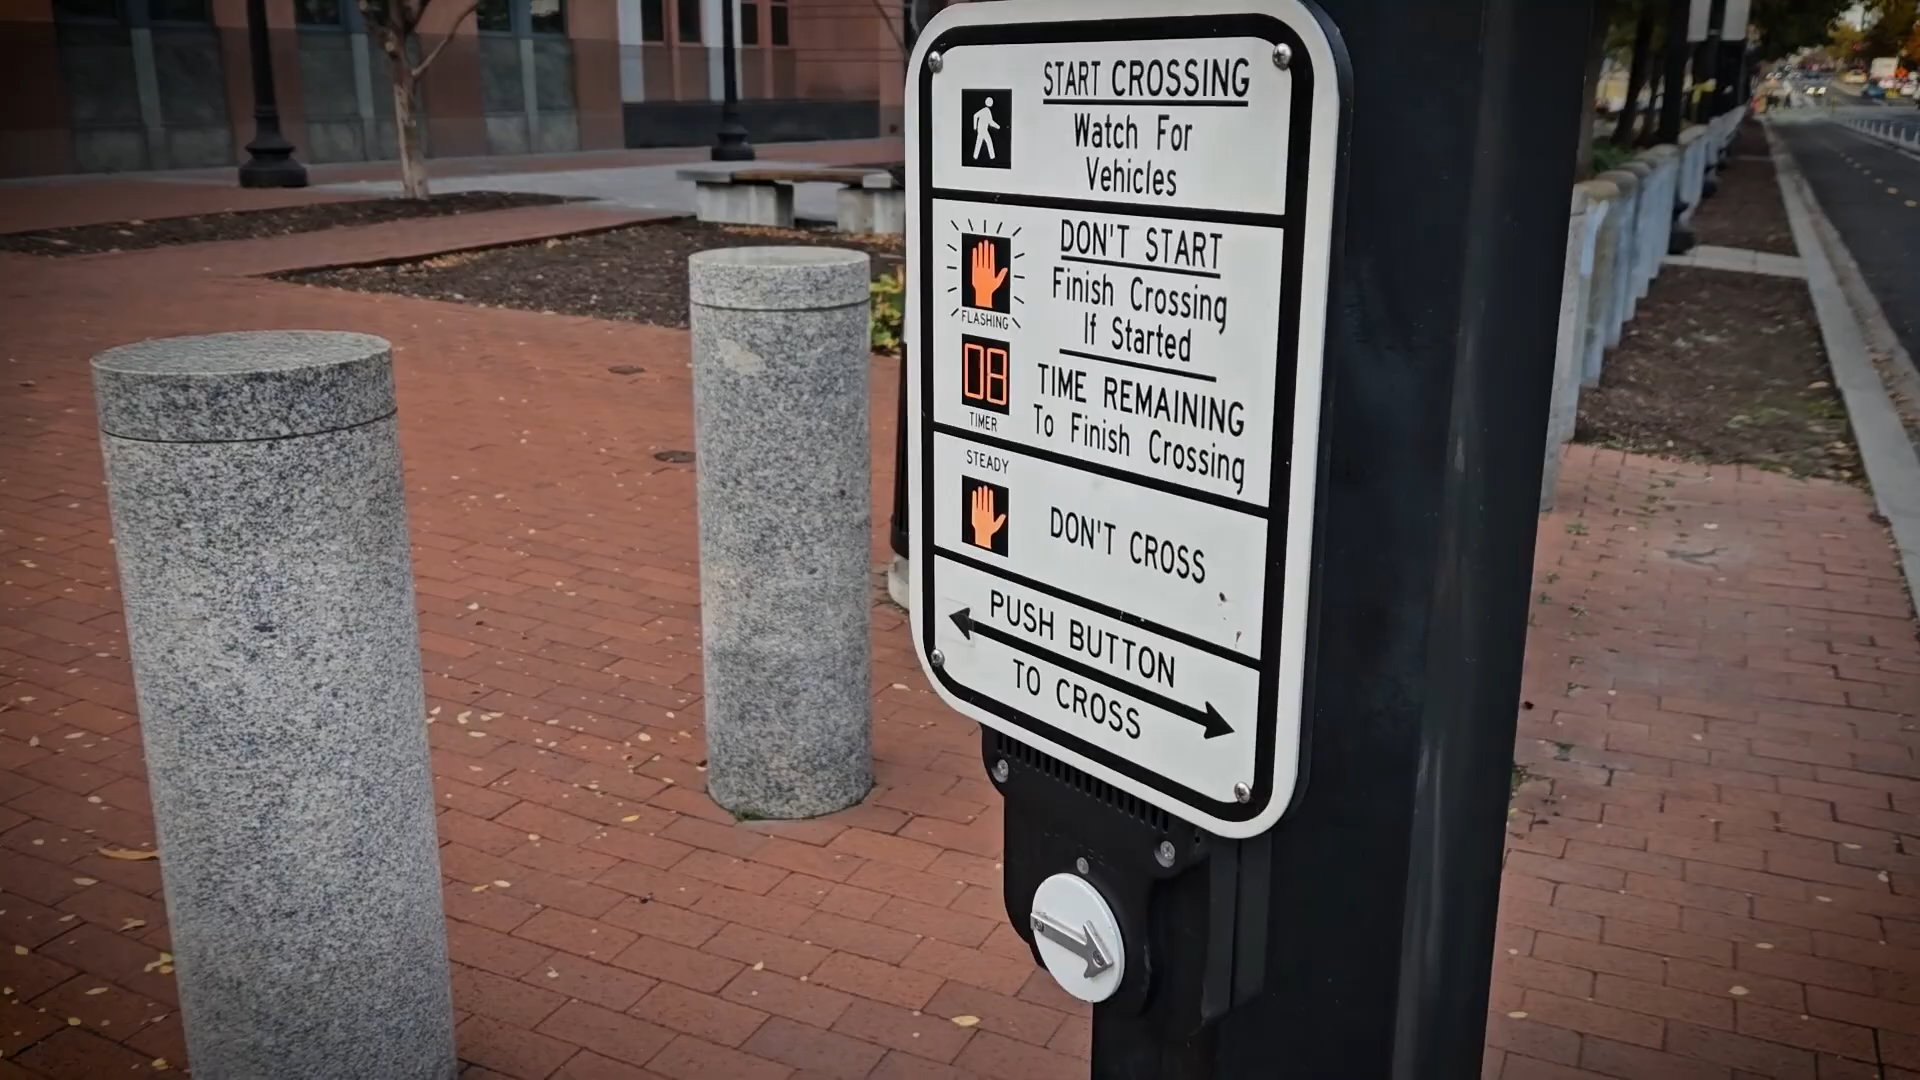 START CROSSING
Watch For
Vehicles
DON'T START
Finish Crossing
If Started
FLASHING
08
TIME REMAINING
To Finish Crossing
TIMER
STEADY
DON'T CROSS
PUSH BUTTON
TO CROSS